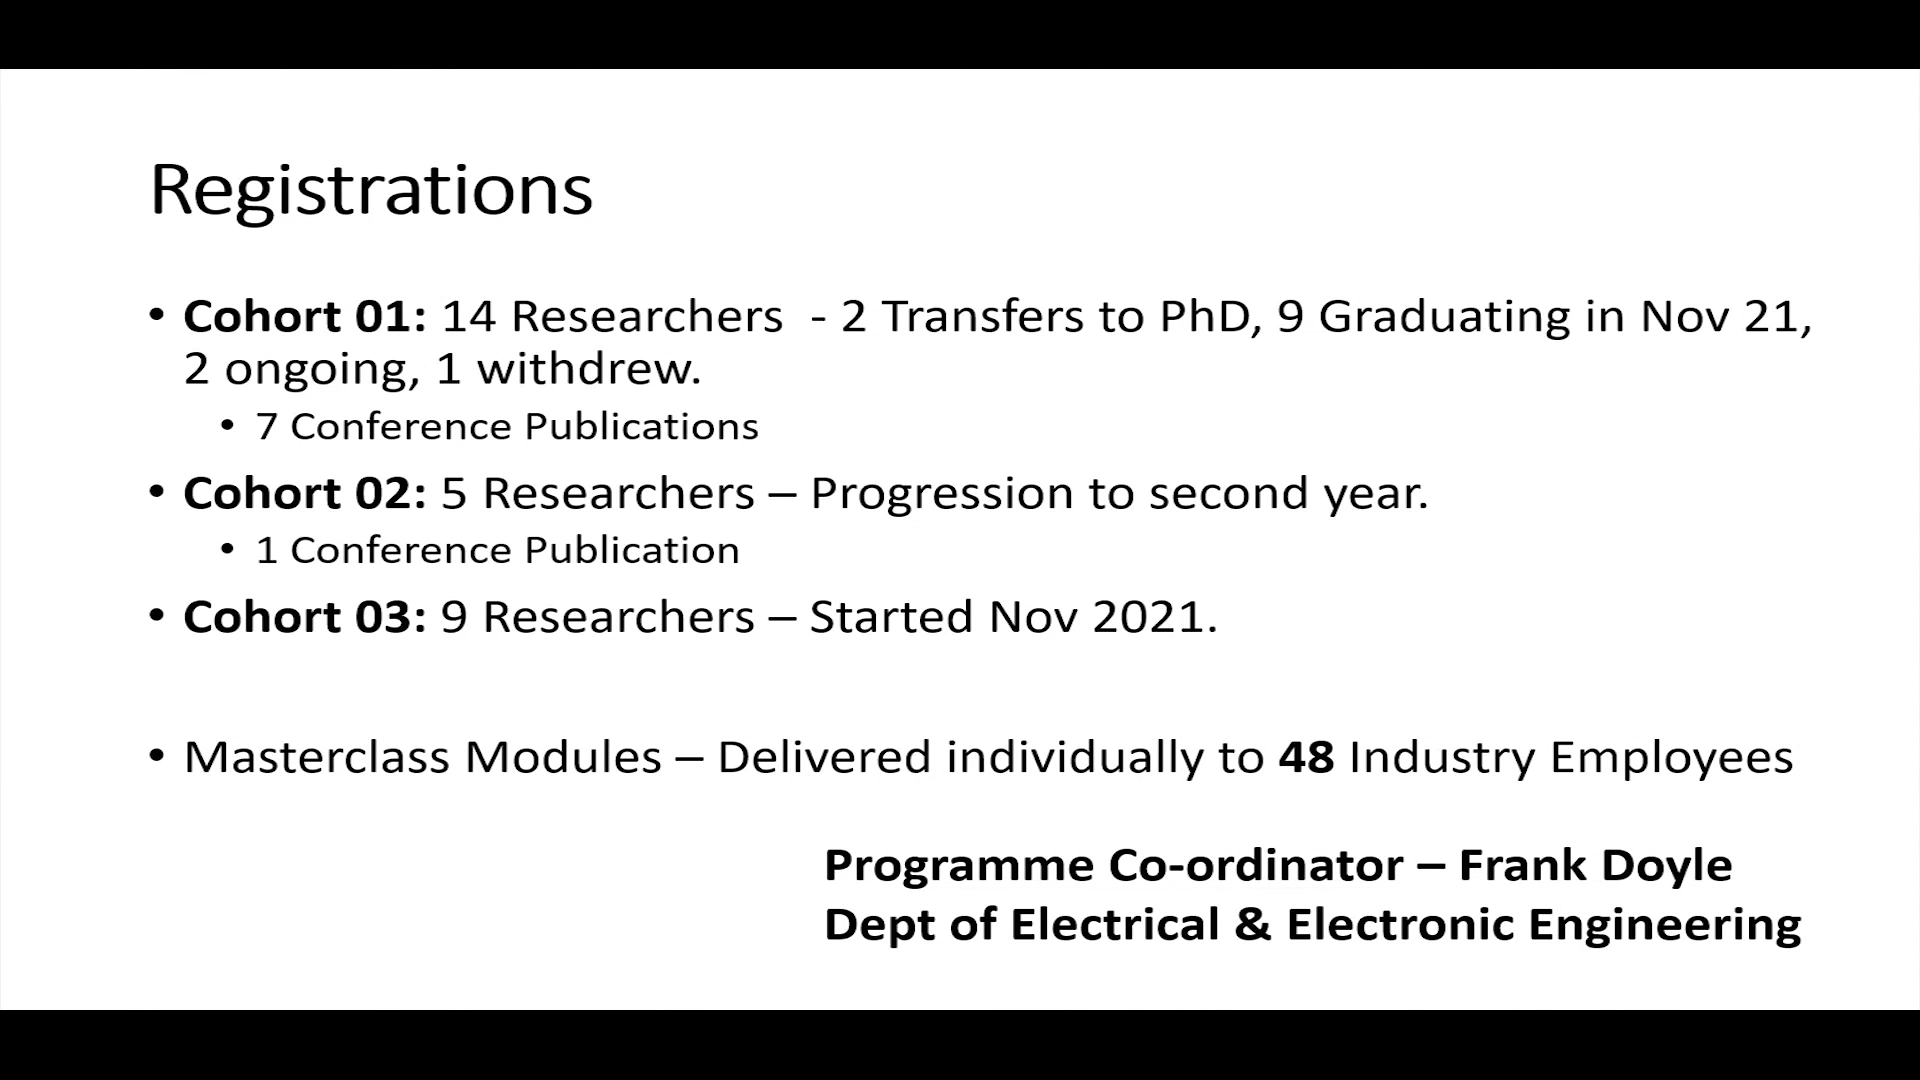 Registrations
• Cohort 01: 14 Researchers - 2 Transfers to PhD, 9 Graduating in Nov 21,
2 ongoing, 1 withdrew.
• 7 Conference Publications
• Cohort 02: 5 Researchers – Progression to second year.
• 1 Conference Publication
• Cohort 03: 9 Researchers – Started Nov 2021.
• Masterclass Modules – Delivered individually to 48 Industry Employees
Programme Co-ordinator – Frank Doyle
Dept of Electrical & Electronic Engineering